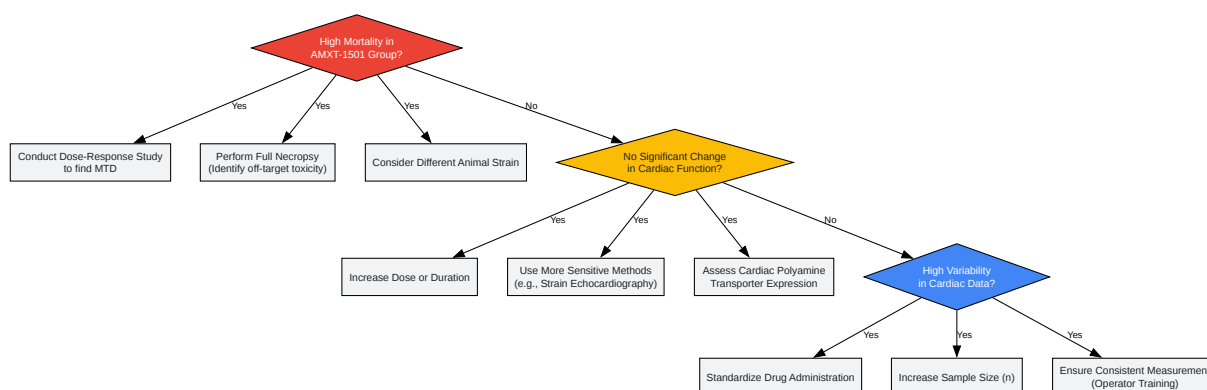 High Mortality in
AMXT-1501 Group?
Yes
Yes
Yes
No
Conduct Dose-Response Study
to find MTD
Perform Full Necropsy
(Identify off-target toxicity)
Consider Different Animal Strain
No Significant Change
in Cardiac Function?
Yes
Yes
Yes
No
Increase Dose or Duration
Use More Sensitive Methods
(e.g., Strain Echocardiography)
Assess Cardiac Polyamine
Transporter Expression
High Variability
in Cardiac Data?
Yes
Yes
Yes
Standardize Drug Administration
Increase Sample Size (n)
Ensure Consistent Measurement
(Operator Training)